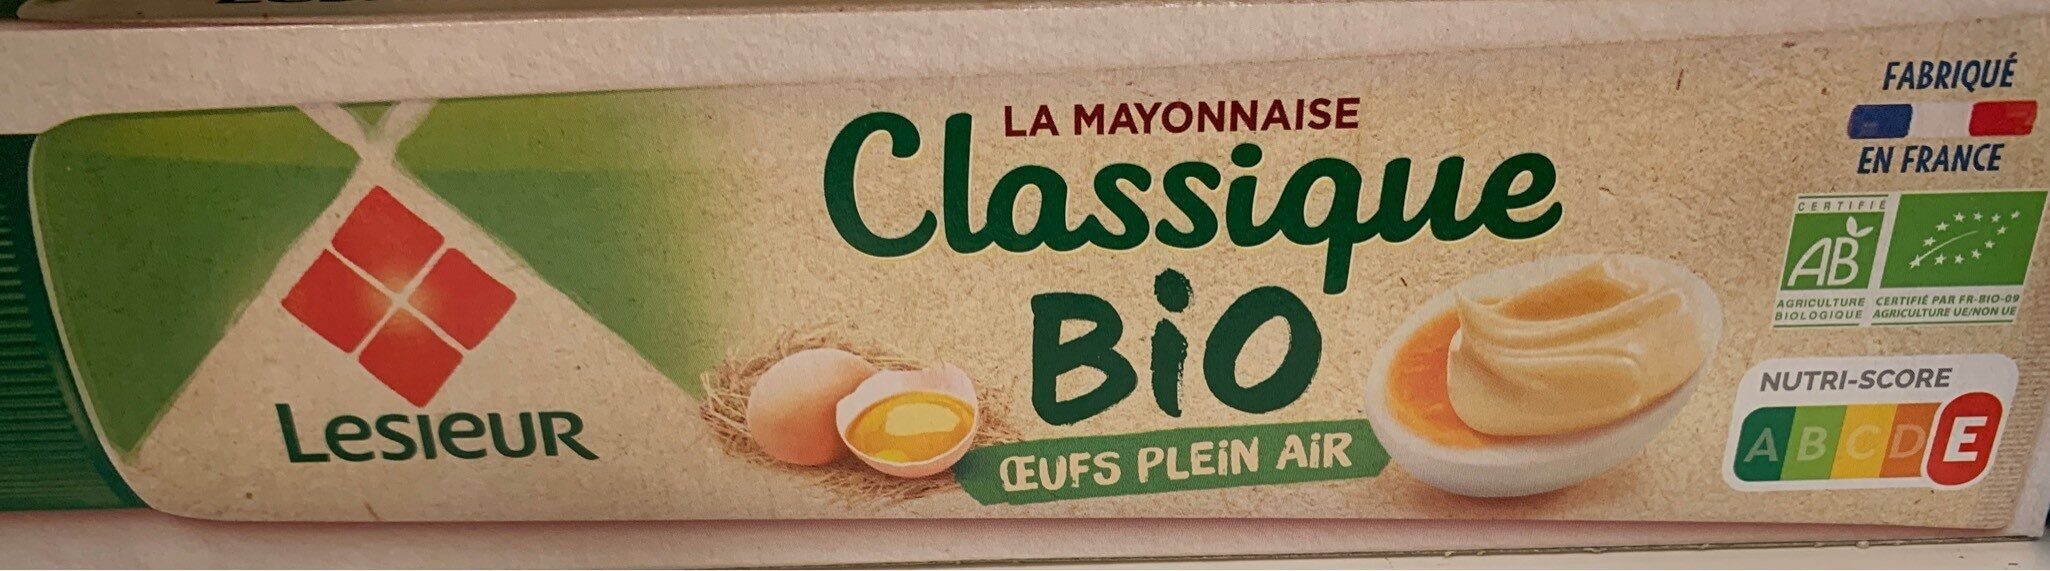 LESIEUR
LA MAYONNAISE
Classique
BiO
ŒUFS PLEiN AiR
FABRIQUÉ
EN FRANCE
CERTIFIÉ
AB
AGRICULTURE
BIOLOGIQUE
CERTIFIÉ PAR FR-BIO-09
AGRICULTURE UE/NON UE
NUTRI-SCORE
A B C D E